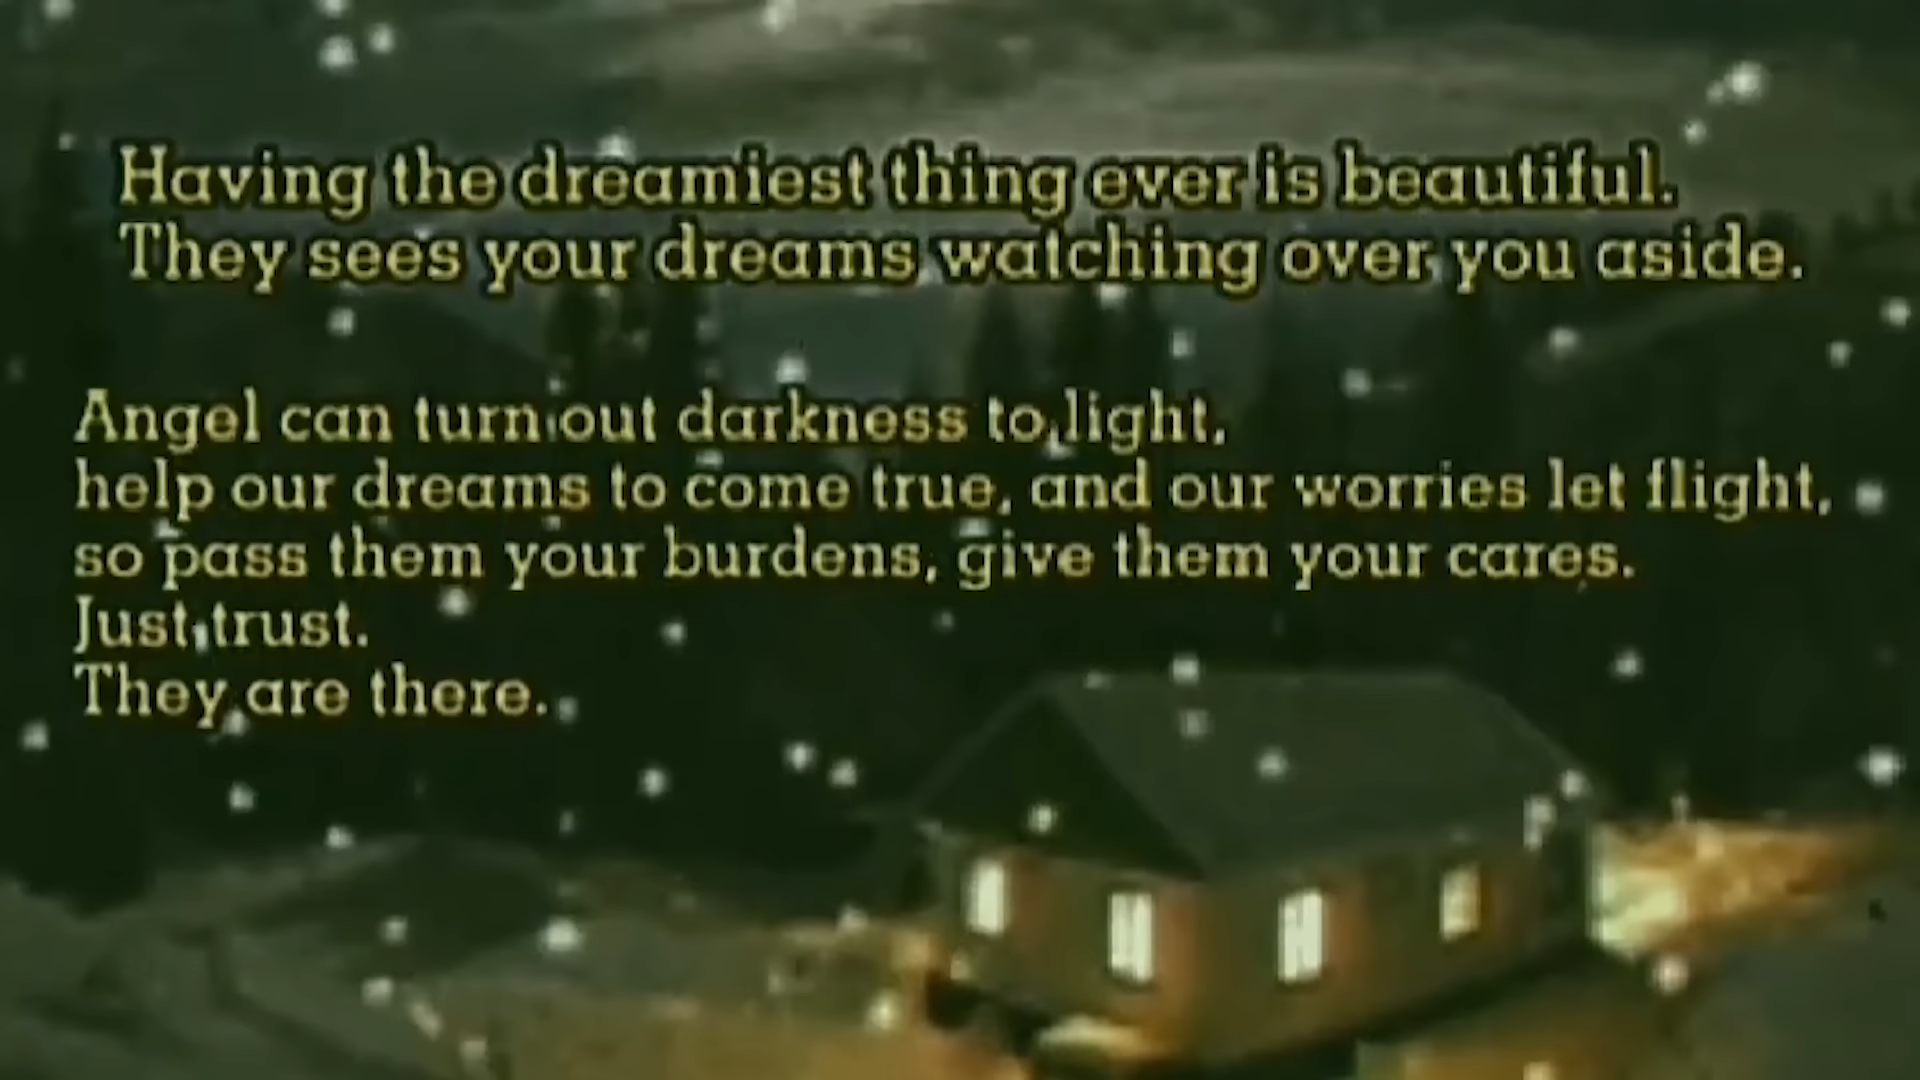 Having the dreamiest thing ever is beautiful.
They sees your dreams watching over you aside.
Angel can turn out darkness to light,
help our dreams to come true, and our worries let flight,
so pass them your burdens, give them your cares.
Just trust.
They are there.